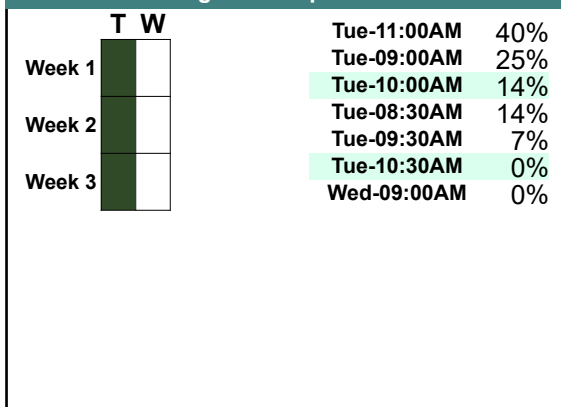 T W
Week 1
Week 2
Week 3
Tue-11:00AM 40%
Tue-09:00AM 25%
Tue-10:00AM 14%
Tue-08:30AM 14%
Tue-09:30AM 7%
Tue-10:30AM 0%
Wed-09:00AM 0%